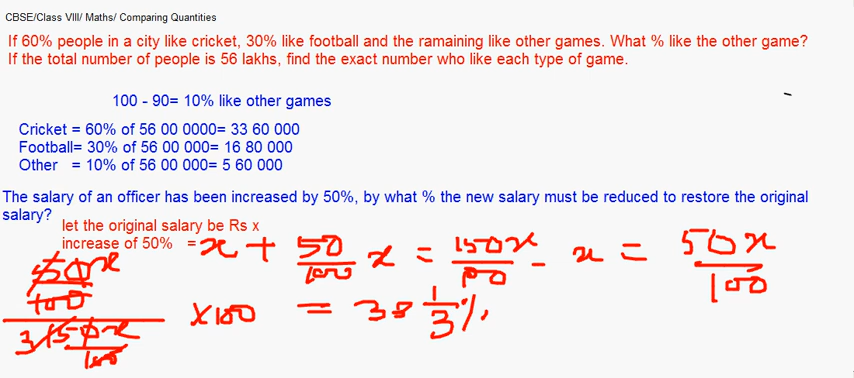 CBSE/Class VIII/ Maths/ Comparing Quantities
If 60% people in a city like cricket, 30% like football and the ramaining like other games. What % like the other game?
If the total number of people is 56 lakhs, find the exact number who like each type of game.
100 - 90= 10% like other games
Cricket = 60% of 56 00 0000= 33 60 000
Football= 30% of 56 00 000= 16 80 000
Other = 10% of 56 00 000= 5 60 000
The salary of an officer has been increased by 50%, by what % the new salary must be reduced to restore the original
salary?
let the original salary be Rs x
increase of 50% = x + 50/100 x = 150x/100 - x = 50x/100
50x/100 / 3 150x/100 x100 = 33 1/3 %